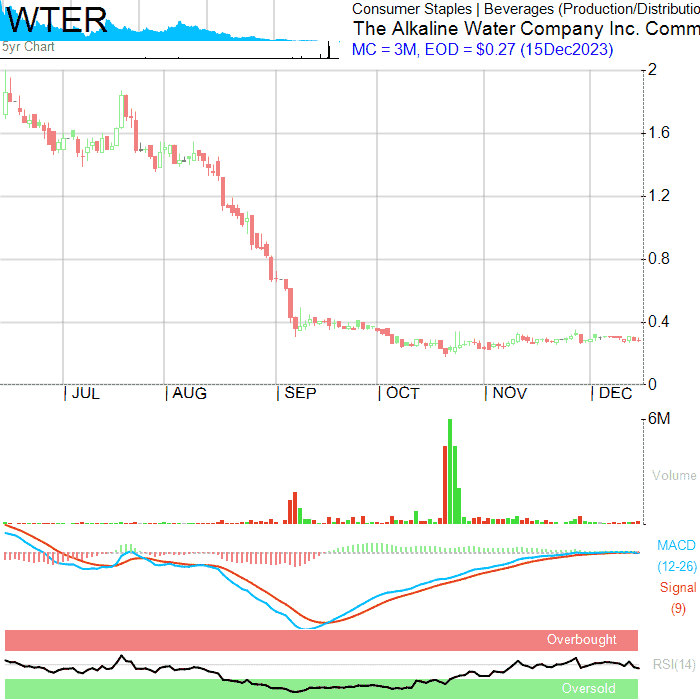 WTER
5yr Chart
Consumer Staples | Beverages (Production/Distributio
The Alkaline Water Company Inc. Comm
MC = 3M, EOD = $0.27 (15Dec2023)
2
1.6
1.2
0.8
0.4
0
| JUL | AUG | SEP | OCT | NOV | DEC
6M
Volume
MACD
(12-26)
Signal
(9)
Overbought
RSI(14)
Oversold